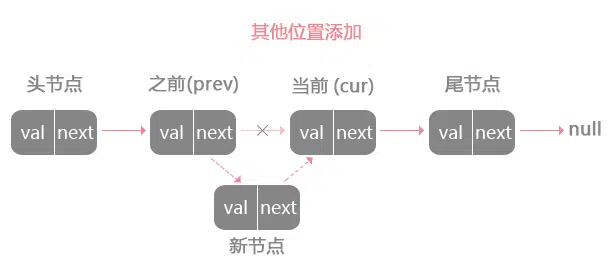 其他位置添加
头节点 之前(prev) 当前 (cur) 尾节点
val next val next val next val next null
val next
新节点